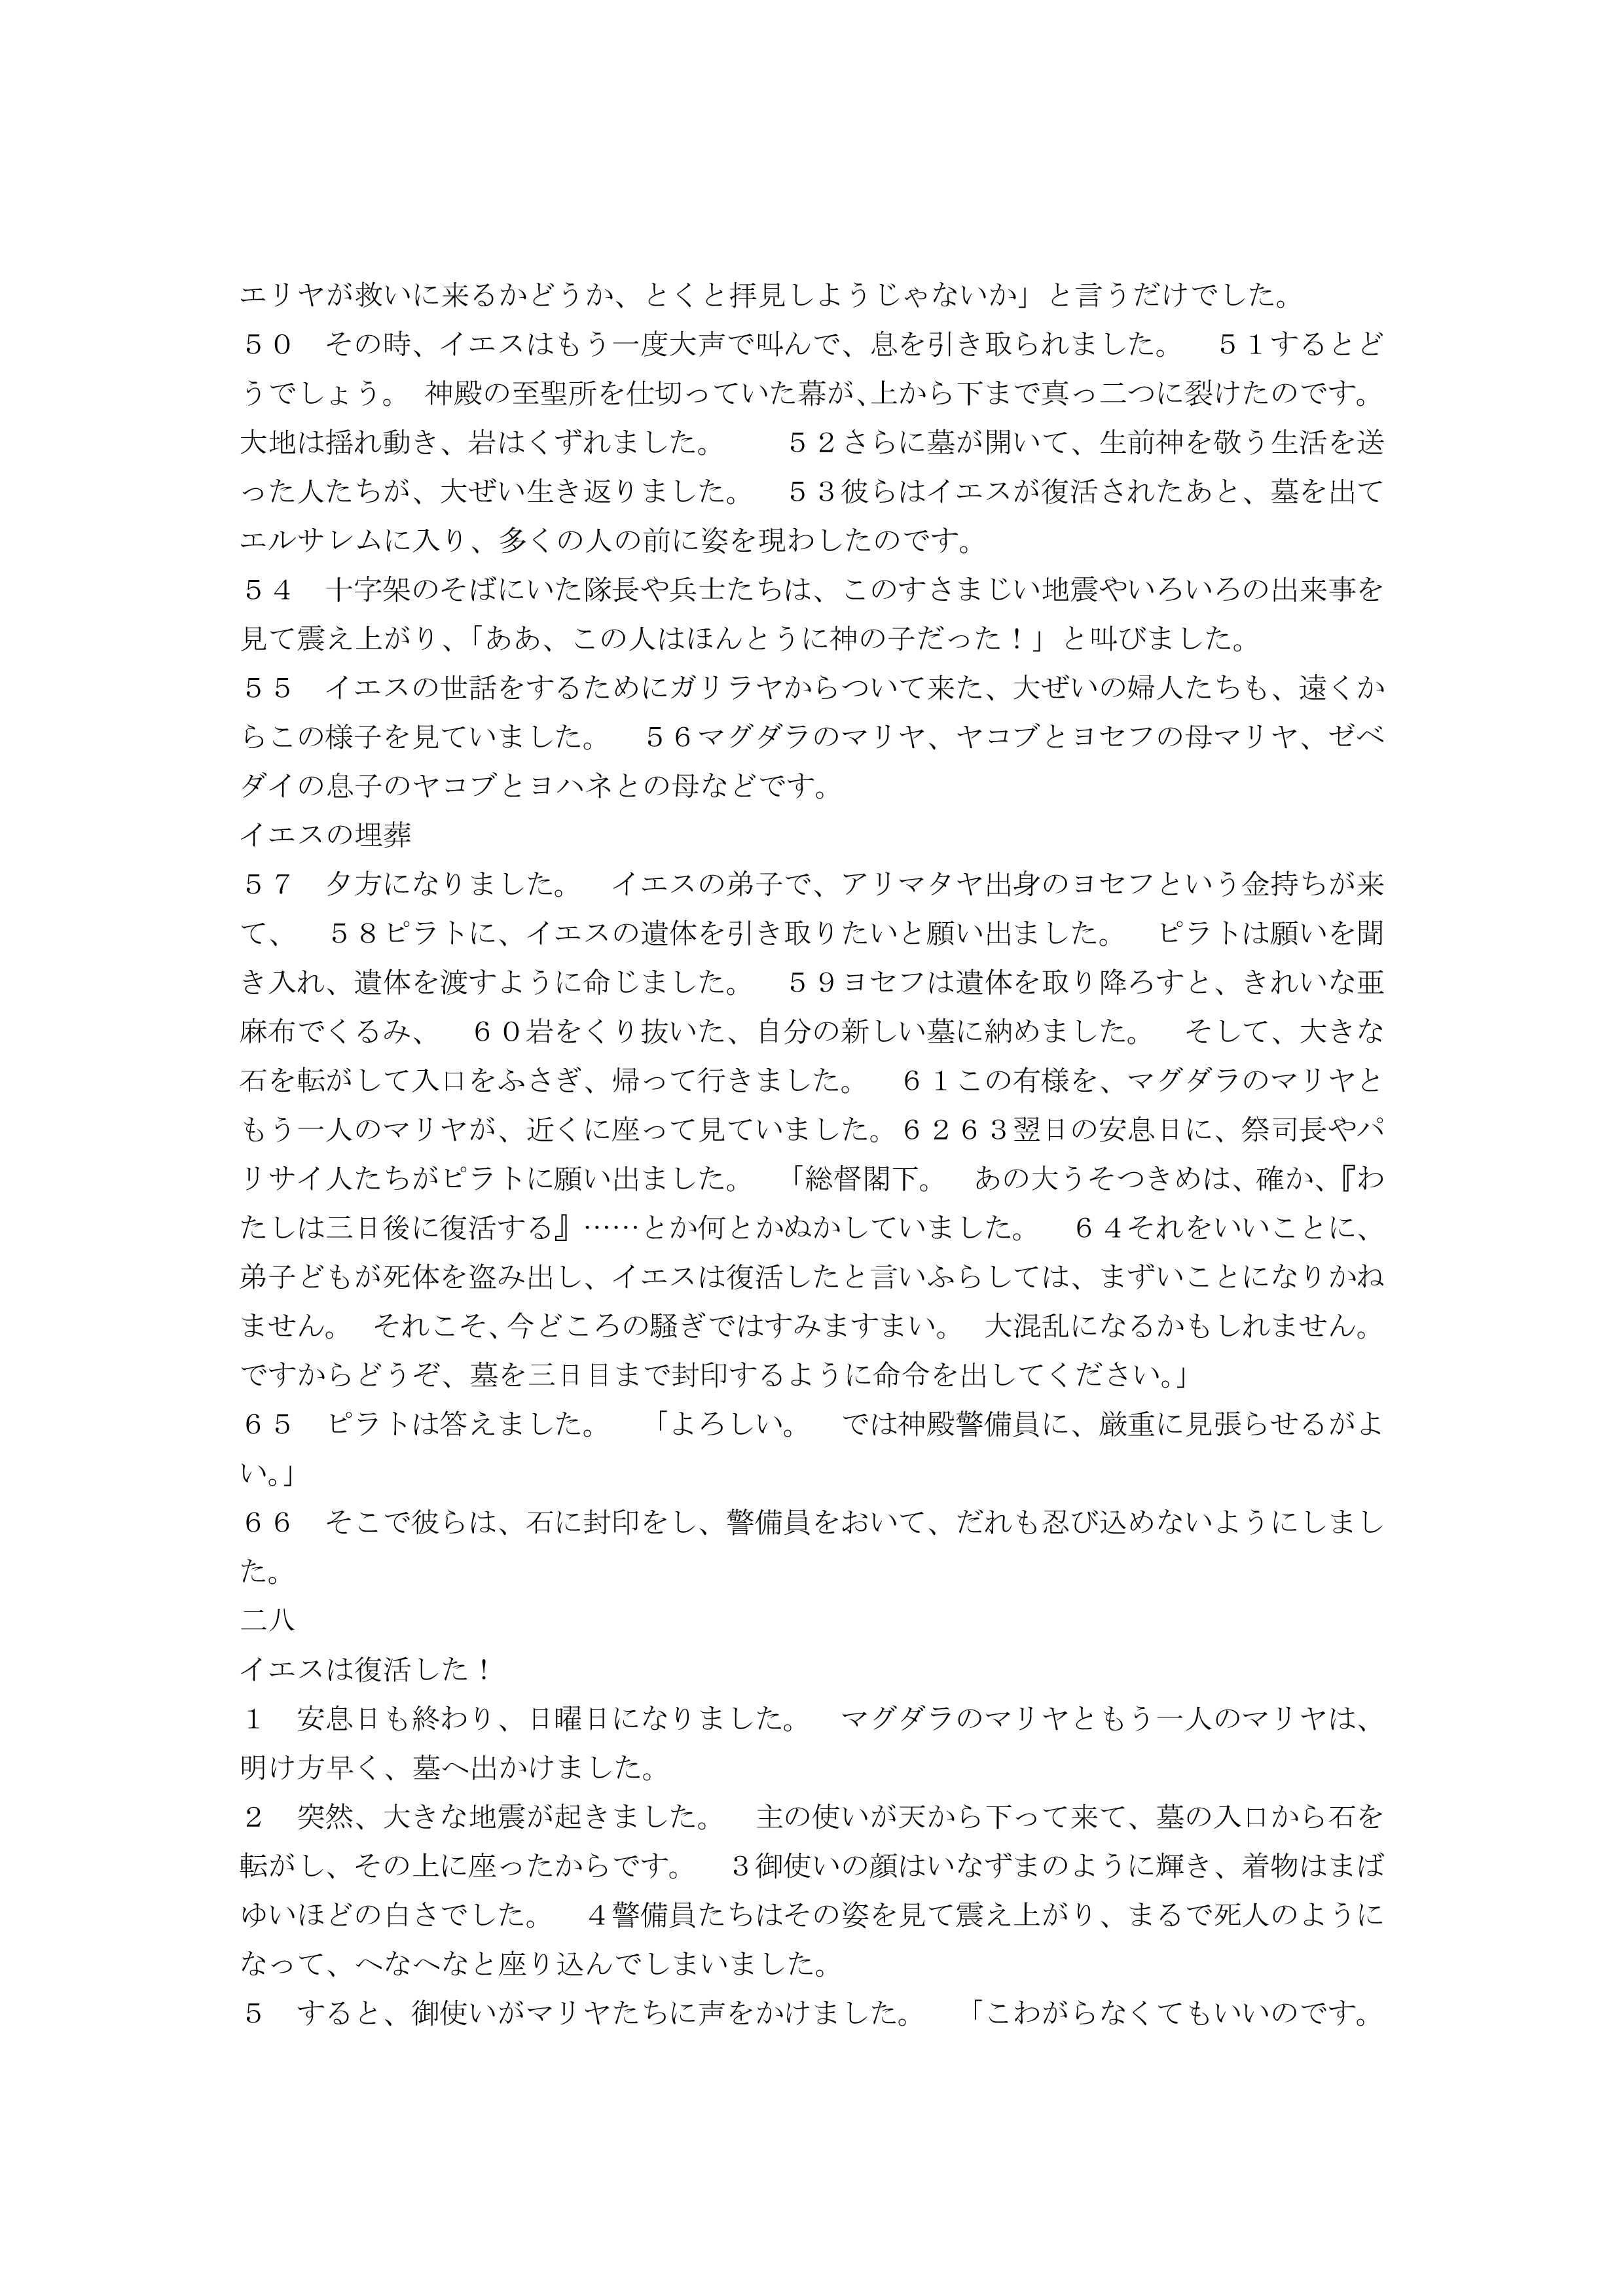 エリヤが救いに来るかどうか、とくと拝見しようじゃないか」と言うだけでした。
５０　その時、イエスはもう一度大声で叫んで、息を引き取られました。　５１するとど
うでしょう。　神殿の至聖所を仕切っていた幕が、上から下まで真っ二つに裂けたのです。
大地は揺れ動き、岩はくずれました。　　５２さらに墓が開いて、生前神を敬う生活を送
った人たちが、大ぜい生き返りました。　５３彼らはイエスが復活されたあと、墓を出て
エルサレムに入り、多くの人の前に姿を現わしたのです。
５４　十字架のそばにいた隊長や兵士たちは、このすさまじい地震やいろいろの出来事を
見て震え上がり、「ああ、この人はほんとうに神の子だった！」と叫びました。
５５　イエスの世話をするためにガリラヤからついて来た、大ぜいの婦人たちも、遠くか
らこの様子を見ていました。　５６マグダラのマリヤ、ヤコブとヨセフの母マリヤ、ゼベ
ダイの息子のヤコブとヨハネとの母などです。
イエスの埋葬
５７　夕方になりました。　イエスの弟子で、アリマタヤ出身のヨセフという金持ちが来
て、　５８ピラトに、イエスの遺体を引き取りたいと願い出ました。　ピラトは願いを聞
き入れ、遺体を渡すように命じました。　５９ヨセフは遺体を取り降ろすと、きれいな亜
麻布でくるみ、　６０岩をくり抜いた、自分の新しい墓に納めました。　そして、大きな
石を転がして入口をふさぎ、帰って行きました。　６１この有様を、マグダラのマリヤと
もう一人のマリヤが、近くに座って見ていました。６２６３翌日の安息日に、祭司長やパ
リサイ人たちがピラトに願い出ました。　「総督閣下。　あの大うそつきめは、確か、『わ
たしは三日後に復活する』……とか何とかぬかしていました。　６４それをいいことに、
弟子どもが死体を盗み出し、イエスは復活したと言いふらしては、まずいことになりかね
ません。　それこそ、今どころの騒ぎではすみますまい。　大混乱になるかもしれません。
ですからどうぞ、墓を三日目まで封印するように命令を出してください。」
６５　ピラトは答えました。　「よろしい。　では神殿警備員に、厳重に見張らせるがよ
い。」
６６　そこで彼らは、石に封印をし、警備員をおいて、だれも忍び込めないようにしまし
た。
二八
イエスは復活した！
１　安息日も終わり、日曜日になりました。　マグダラのマリヤともう一人のマリヤは、
明け方早く、墓へ出かけました。
２　突然、大きな地震が起きました。　主の使いが天から下って来て、墓の入口から石を
転がし、その上に座ったからです。　３御使いの顔はいなずまのように輝き、着物はまば
ゆいほどの白さでした。　４警備員たちはその姿を見て震え上がり、まるで死人のように
なって、へなへなと座り込んでしまいました。
５　すると、御使いがマリヤたちに声をかけました。　「こわがらなくてもいいのです。